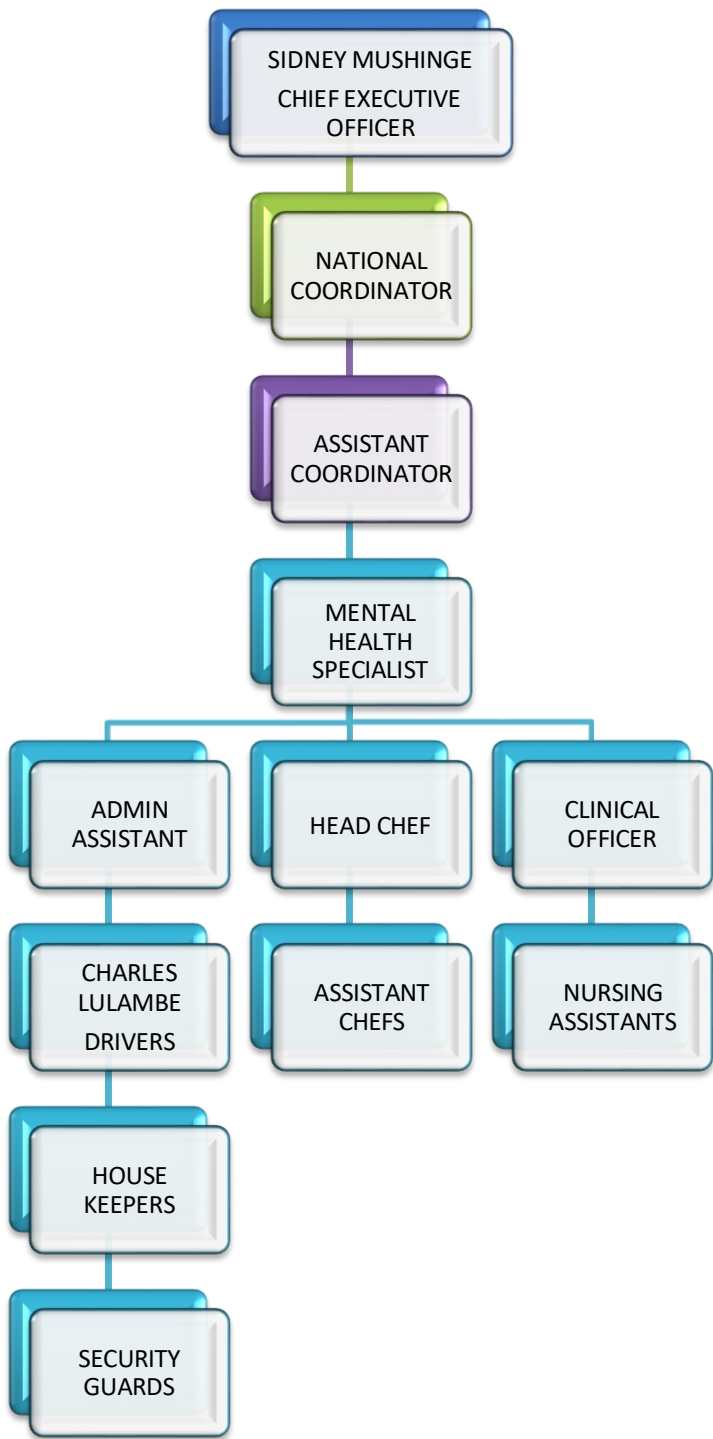 SIDNEY MUSHINGE
CHIEF EXECUTIVE
OFFICER
NATIONAL
COORDINATOR
ASSISTANT
COORDINATOR
MENTAL
HEALTH
SPECIALIST
ADMIN
ASSISTANT
HEAD CHEF
CLINICAL
OFFICER
CHARLES
LULAMBE
DRIVERS
ASSISTANT
CHEFS
NURSING
ASSISTANTS
HOUSE
KEEPERS
SECURITY
GUARDS